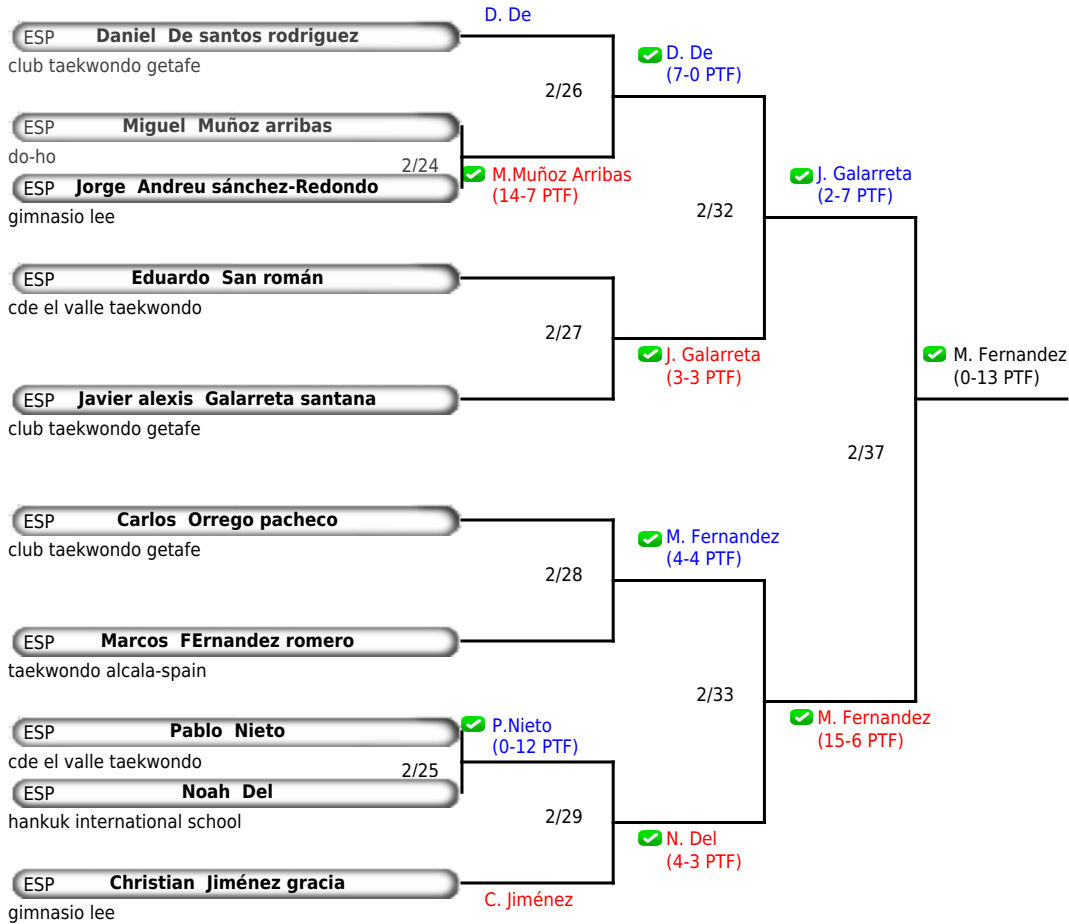 D. De
ESP Daniel De santos rodriguez
club taekwondo getafe
D. De
(7-0 PTF)
2/26
ESP Miguel Muñoz arribas
do-ho
2/24
M.Muñoz Arribas
(14-7 PTF)
ESP Jorge Andreu sánchez-Redondo
gimnasio lee
J. Galarreta
(2-7 PTF)
2/32
ESP Eduardo San román
cde el valle taekwondo
2/27
J. Galarreta
(3-3 PTF)
M. Fernandez
(0-13 PTF)
ESP Javier alexis Galarreta santana
club taekwondo getafe
2/37
ESP Carlos Orrego pacheco
club taekwondo getafe
M. Fernandez
(4-4 PTF)
2/28
ESP Marcos FErnandez romero
taekwondo alcala-spain
2/33
M. Fernandez
(15-6 PTF)
ESP Pablo Nieto
cde el valle taekwondo
P.Nieto
(0-12 PTF)
2/25
ESP Noah Del
hankuk international school
2/29
N. Del
(4-3 PTF)
ESP Christian Jiménez gracia
gimnasio lee
C. Jiménez